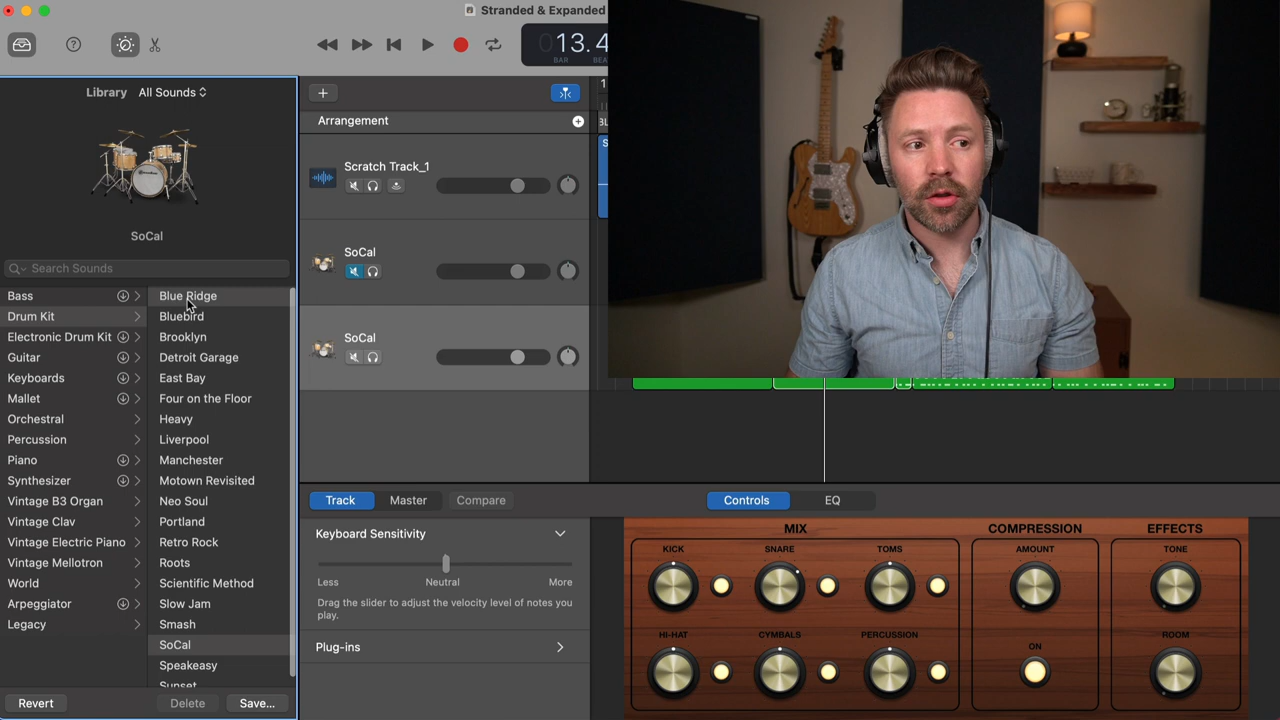 Stranded & Expanded
13.4
BAR
BEA
Library All Sounds
SoCal
Search Sounds
Bass
Drum Kit
Electronic Drum Kit
Guitar
Keyboards
Mallet
Orchestral
Percussion
Piano
Synthesizer
Vintage B3 Organ
Vintage Clav
Vintage Electric Piano
Vintage Mellotron
World
Arpeggiator
Legacy
Blue Ridge
Bluebird
Brooklyn
Detroit Garage
East Bay
Four on the Floor
Heavy
Liverpool
Manchester
Motown Revisited
Neo Soul
Portland
Retro Rock
Roots
Scientific Method
Slow Jam
Smash
SoCal
Speakeasy
Sunset
Revert
Delete
Save...
Arrangement
Scratch Track_1
SoCal
SoCal
1
S
Track
Master
Compare
Controls
EQ
Keyboard Sensitivity
Less
Neutral
More
Drag the slider to adjust the velocity level of notes you
play.
Plug-ins
MIX
COMPRESSION
EFFECTS
KICK
SNARE
TOMS
AMOUNT
TONE
HI-HAT
CYMBALS
PERCUSSION
ON
ROOM